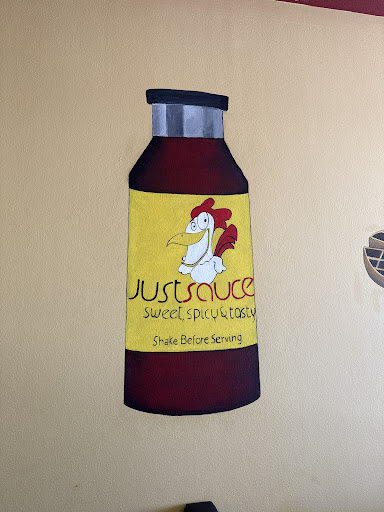 JUSTSAUCE
sweet, spicy & tasty
Shake Before Serving